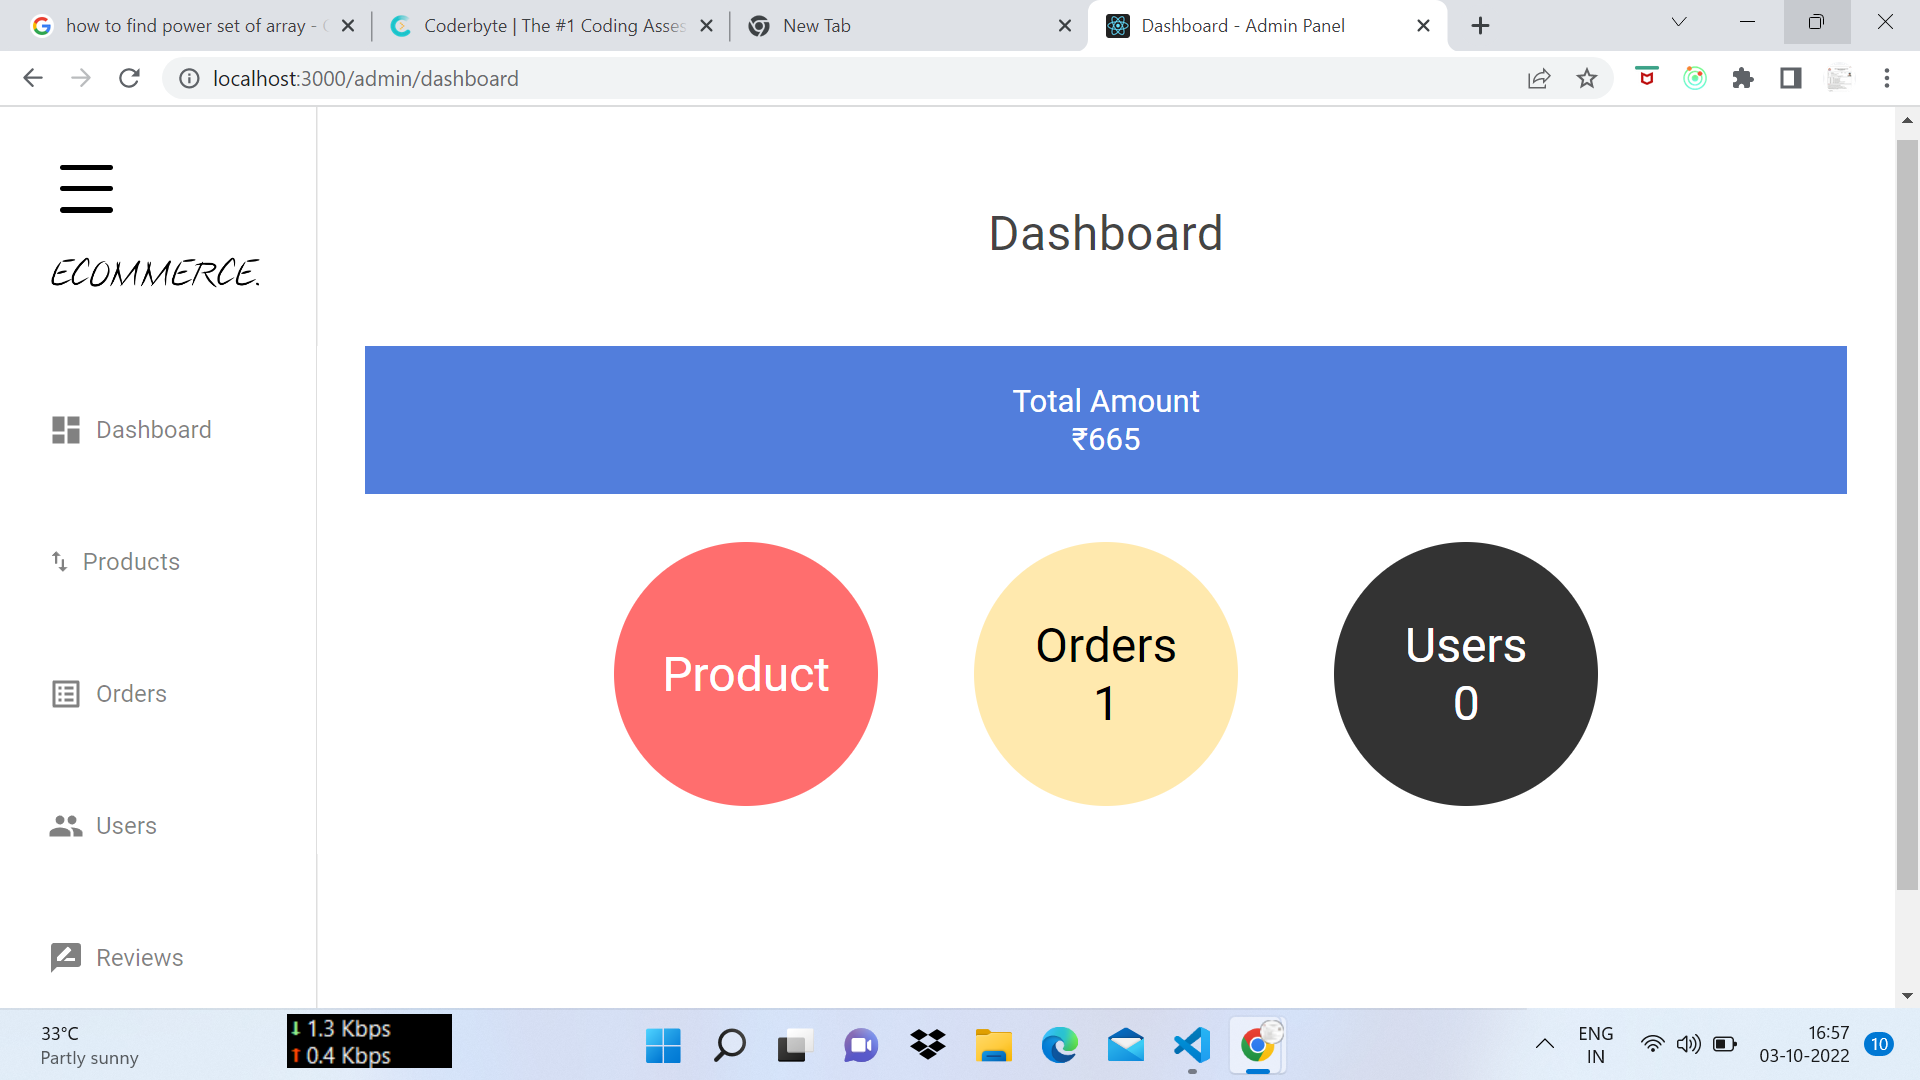 how to find power set of array - 
Coderbyte | The #1 Coding Asses
New Tab
Dashboard - Admin Panel
localhost:3000/admin/dashboard
ECOMMERCE.
Dashboard
Products
Orders
Users
Reviews
Dashboard
Total Amount
₹665
Product
Orders
1
Users
0
33°C
Partly sunny
↓ 1.3 Kbps
↑ 0.4 Kbps
ENG
IN
16:57
03-10-2022
10